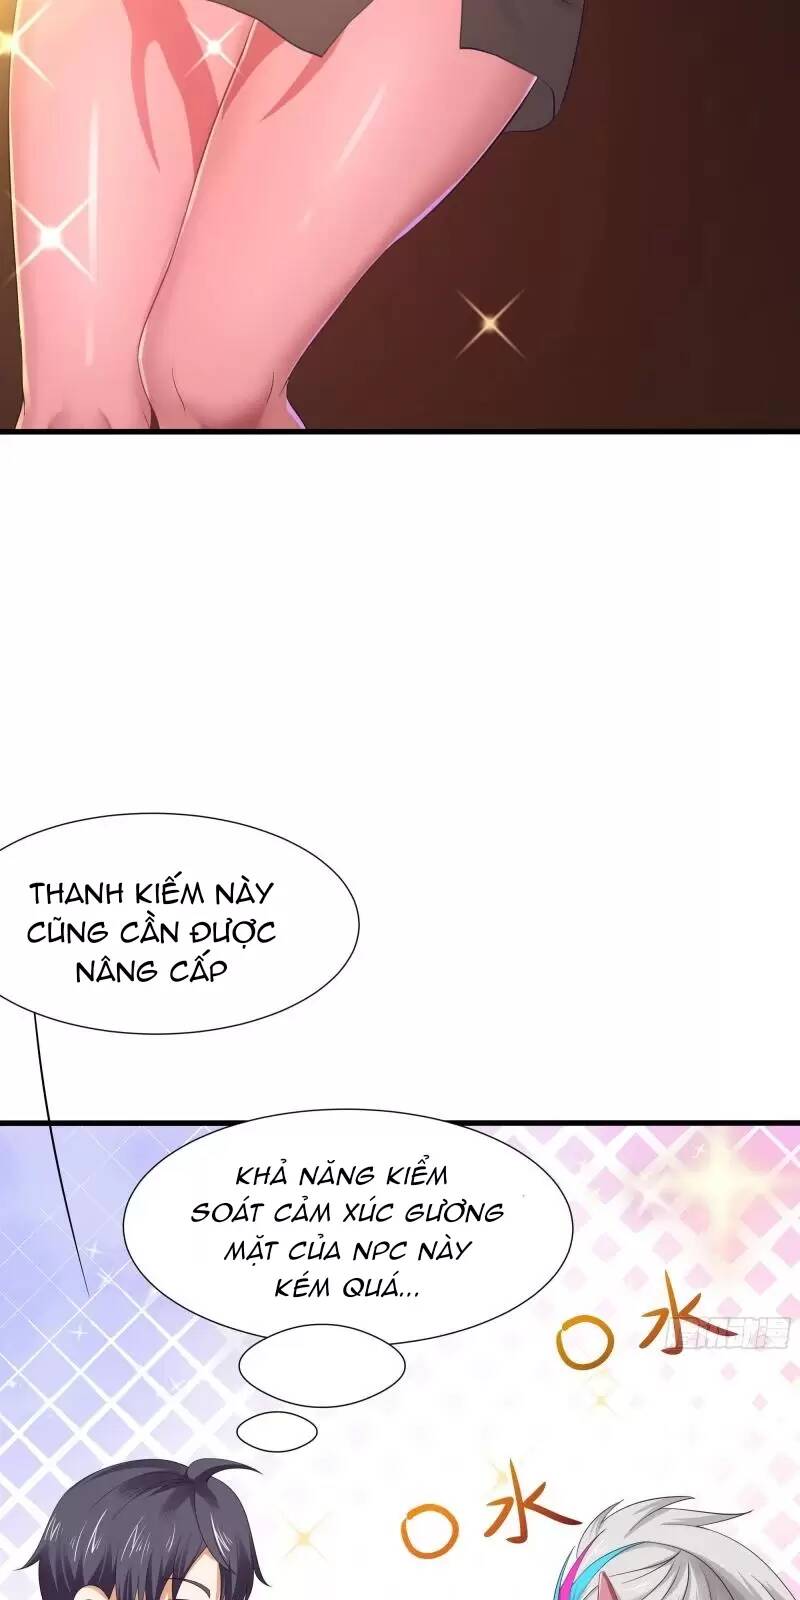 THANH KIẾM NÀY
CŨNG CẦN ĐƯỢC
NÂNG CẤP
KHẢ NĂNG KIỂM
SOÁT CẢM XÚC GƯƠNG
MẶT CỦA NPC NÀY
KÉM QUÁ...
〇水
〇水